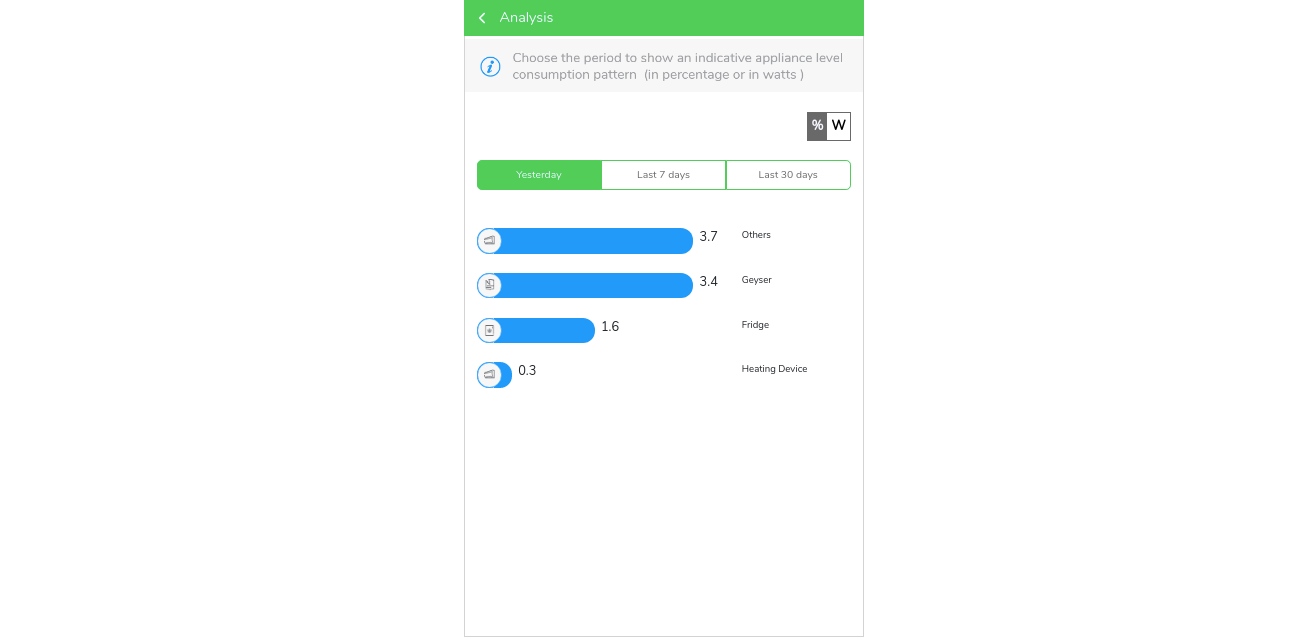 Analysis
Choose the period to show an indicative appliance level
consumption pattern  (in percentage or in watts )
% W
Yesterday Last 7 days Last 30 days
3.7 Others
3.4 Geyser
1.6 Fridge
0.3 Heating Device